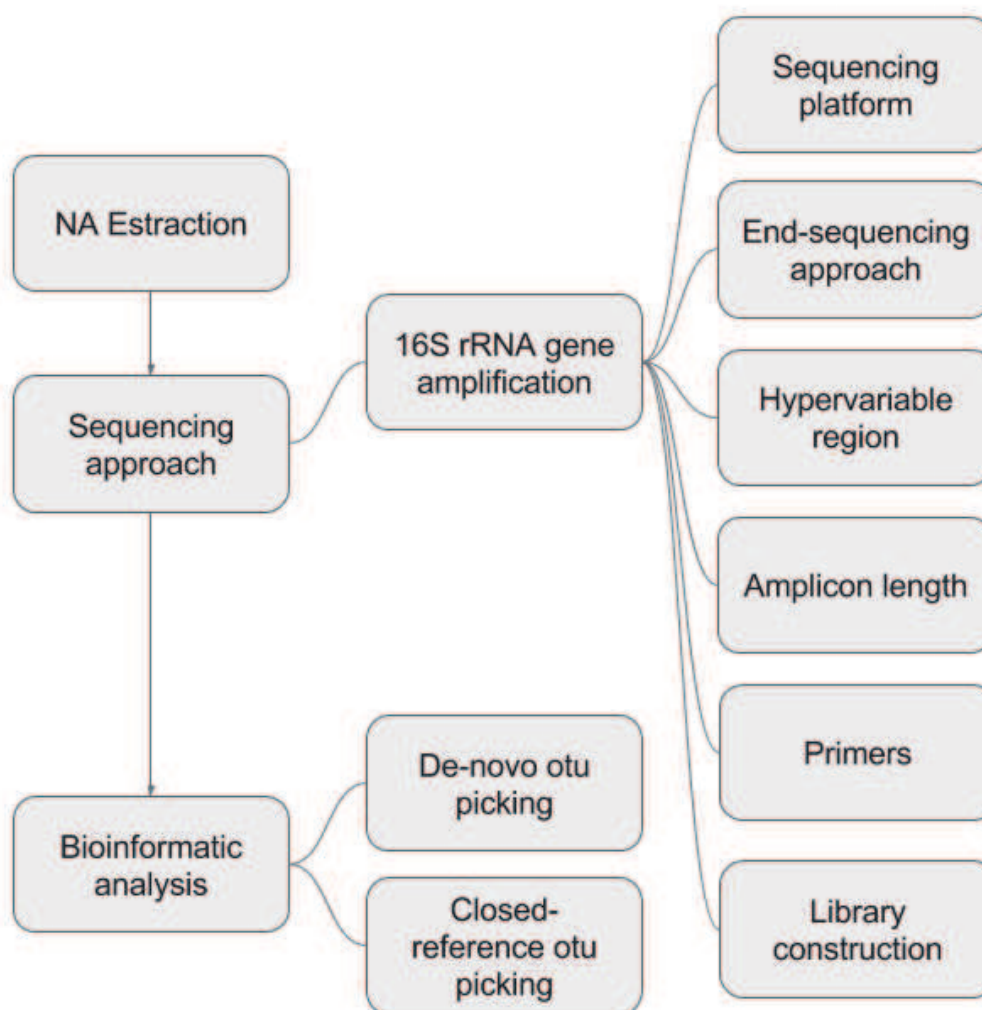 NA Estraction
Sequencing
approach
Bioinformatic
analysis
16S rRNA gene
amplification
De-novo otu
picking
Closed-
reference otu
picking
Sequencing
platform
End-sequencing
approach
Hypervariable
region
Amplicon length
Primers
Library
construction